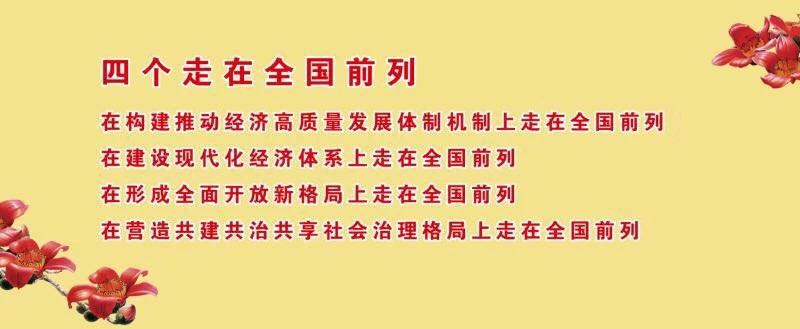 四个走在全国前列
在构建推动经济高质量发展体制机制上走在全国前列
在建设现代化经济体系上走在全国前列
在形成全面开放新格局上走在全国前列
在营造共建共治共享社会治理格局上走在全国前列